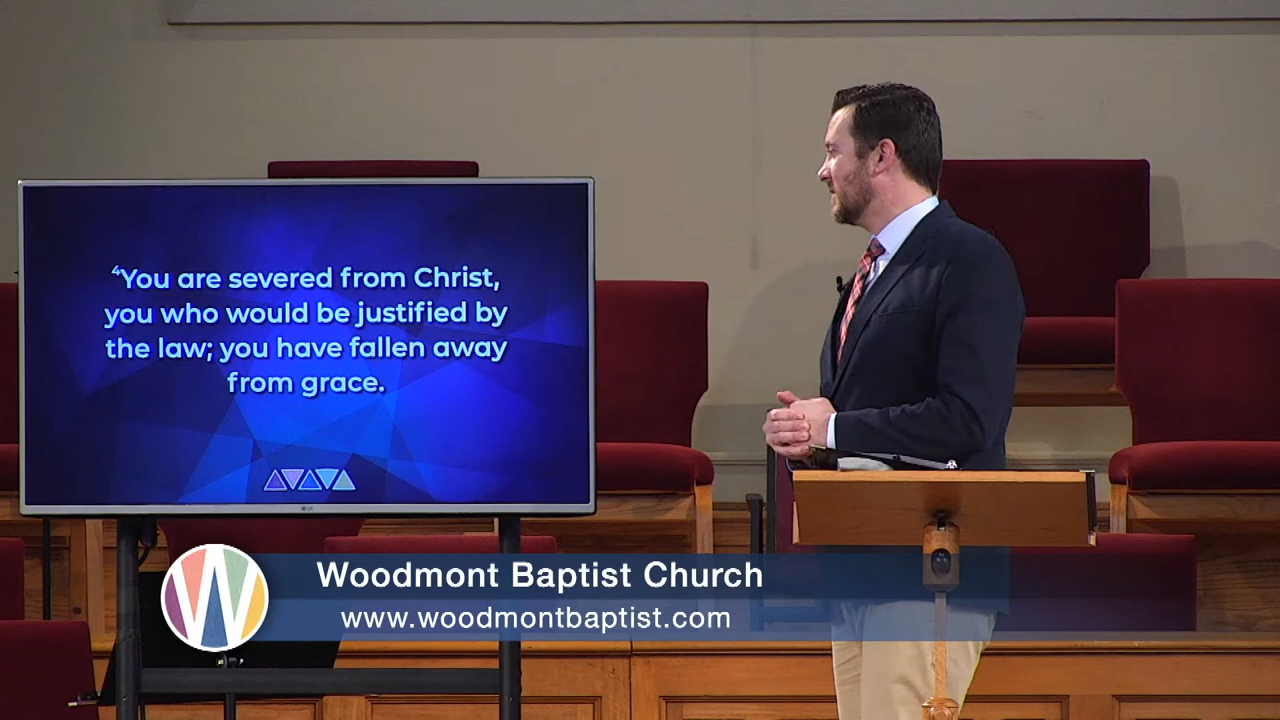 ⁴You are severed from Christ,
you who would be justified by
the law; you have fallen away
from grace.
W Woodmont Baptist Church
www.woodmontbaptist.com